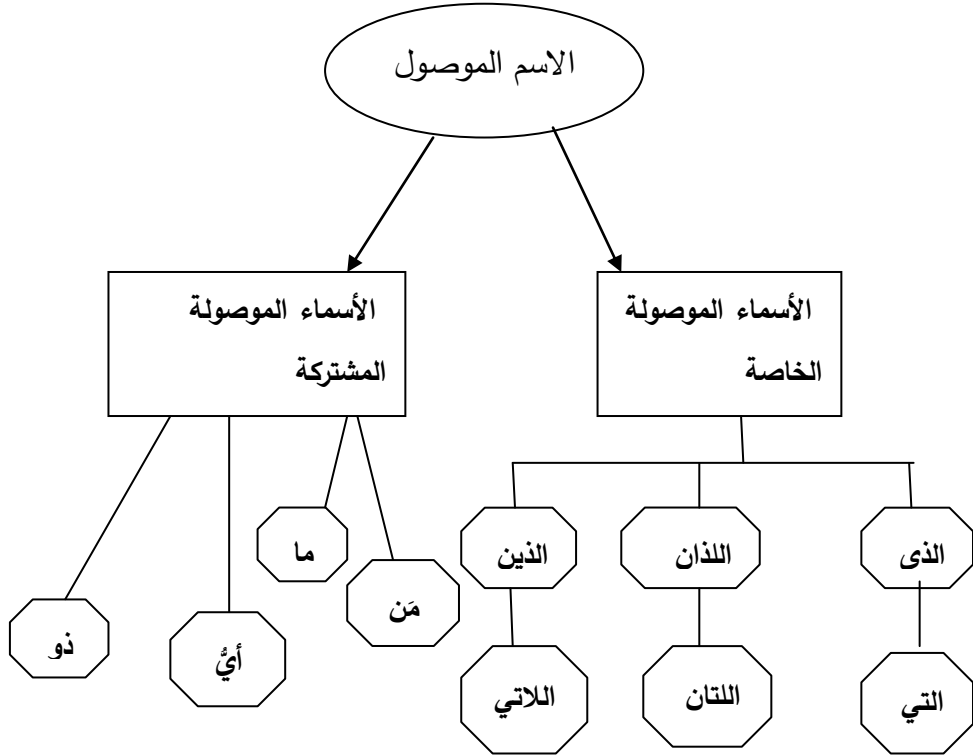 الاسم الموصول
الأسماء الموصولة
الخاصة
الأسماء الموصولة
المشتركة
الذى
اللذان
الذين
التي
اللتان
اللاتي
مَن
ما
أيُّ
ذو